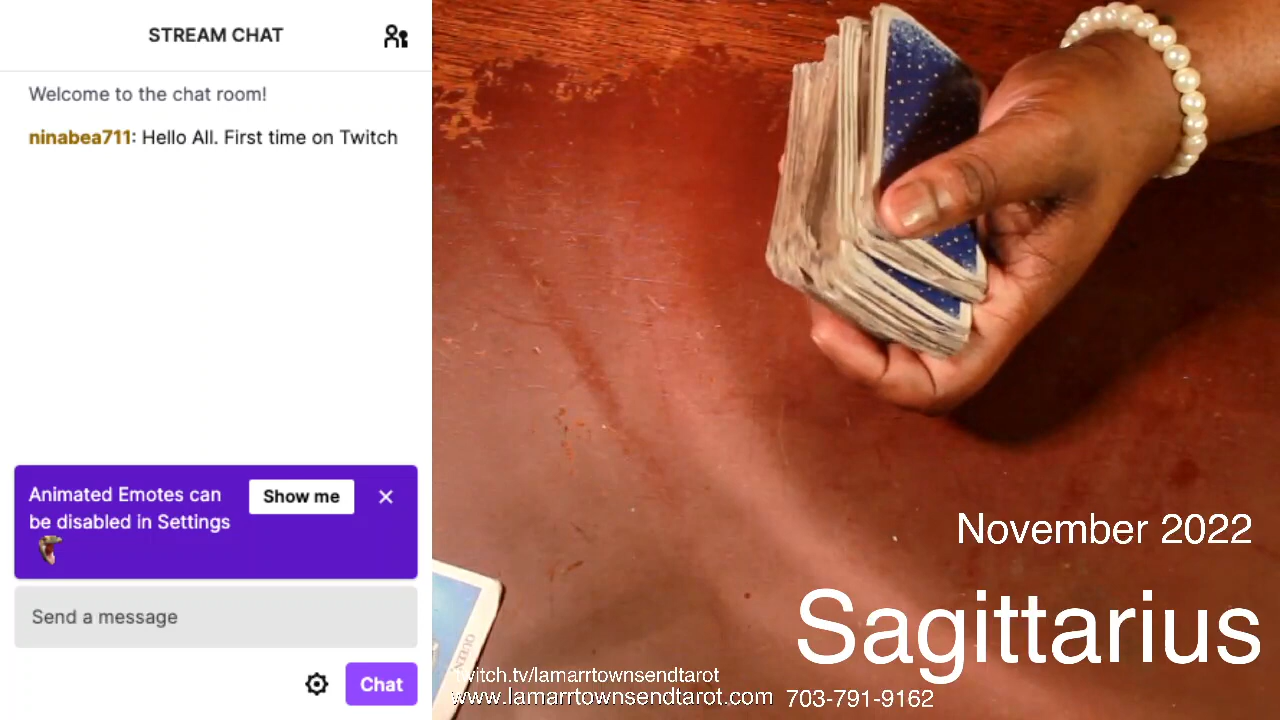 STREAM CHAT
Welcome to the chat room!
ninabea711: Hello All. First time on Twitch
Animated Emotes can
be disabled in Settings
Show me
Send a message
Chat
QUEEN
November 2022
Sagittarius
twitch.tv/lamarrtownsendtarot
www.lamarrtownsendtarot.com 703-791-9162